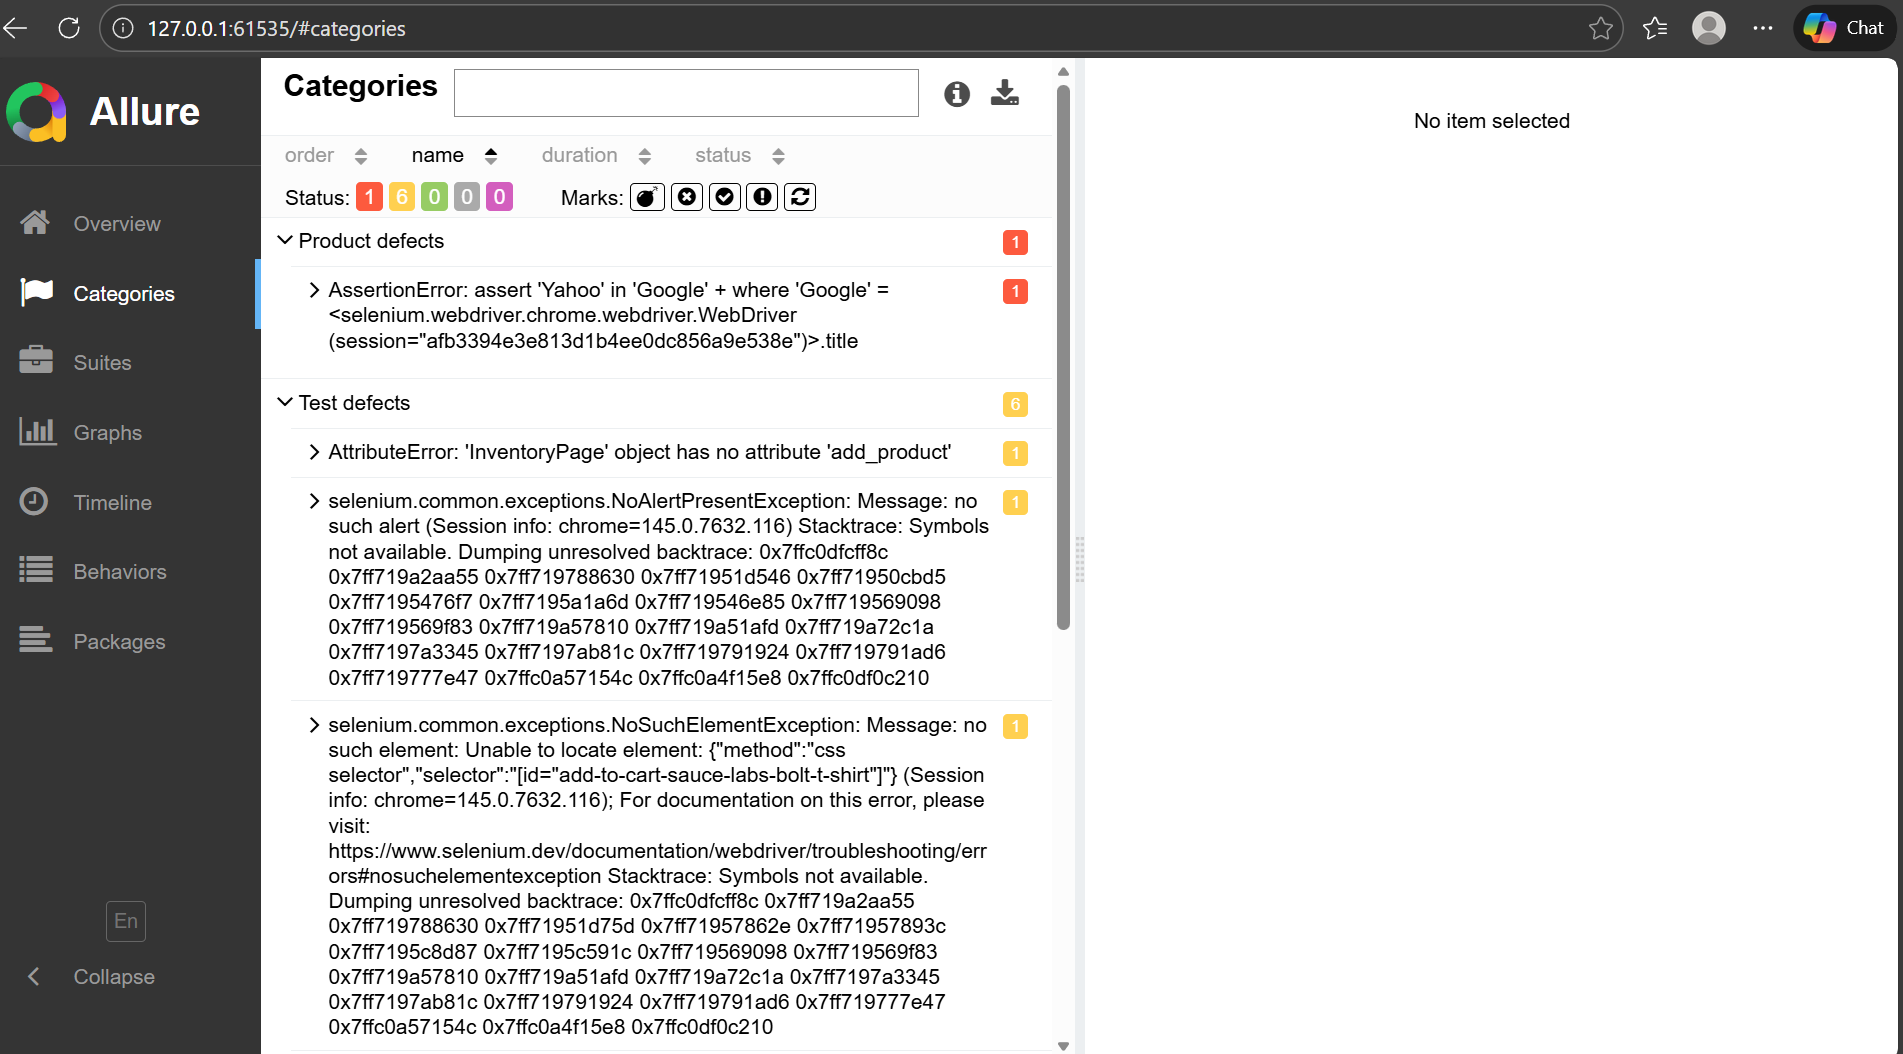 127.0.0.1:61535/#categories
Chat
Allure
Overview
Categories
Suites
Graphs
Timeline
Behaviors
Packages
En
Collapse
Categories
order name duration status
Status: 1 6 0 0 0 Marks:
Product defects 1
AssertionError: assert 'Yahoo' in 'Google' + where 'Google' = 1
<selenium.webdriver.chrome.webdriver.WebDriver
(session="afb3394e3e813d1b4ee0dc856a9e538e")>.title
Test defects 6
AttributeError: 'InventoryPage' object has no attribute 'add_product' 1
selenium.common.exceptions.NoAlertPresentException: Message: no 1
such alert (Session info: chrome=145.0.7632.116) Stacktrace: Symbols
not available. Dumping unresolved backtrace: 0x7ffc0dfcff8c
0x7ff719a2aa55 0x7ff719788630 0x7ff71951d546 0x7ff71950cbd5
0x7ff7195476f7 0x7ff7195a1a6d 0x7ff719546e85 0x7ff719569098
0x7ff719569f83 0x7ff719a57810 0x7ff719a51afd 0x7ff719a72c1a
0x7ff7197a3345 0x7ff7197ab81c 0x7ff719791924 0x7ff719791ad6
0x7ff719777e47 0x7ffc0a57154c 0x7ffc0a4f15e8 0x7ffc0df0c210
selenium.common.exceptions.NoSuchElementException: Message: no 1
such element: Unable to locate element: {"method":"css
selector","selector":"[id="add-to-cart-sauce-labs-bolt-t-shirt"]"} (Session
info: chrome=145.0.7632.116); For documentation on this error, please
visit:
https://www.selenium.dev/documentation/webdriver/troubleshooting/err
ors#nosuchelementexception Stacktrace: Symbols not available.
Dumping unresolved backtrace: 0x7ffc0dfcff8c 0x7ff719a2aa55
0x7ff719788630 0x7ff71951d75d 0x7ff71957862e 0x7ff71957893c
0x7ff7195c8d87 0x7ff7195c591c 0x7ff719569098 0x7ff719569f83
0x7ff719a57810 0x7ff719a51afd 0x7ff719a72c1a 0x7ff7197a3345
0x7ff7197ab81c 0x7ff719791924 0x7ff719791ad6 0x7ff719777e47
0x7ffc0a57154c 0x7ffc0a4f15e8 0x7ffc0df0c210
No item selected